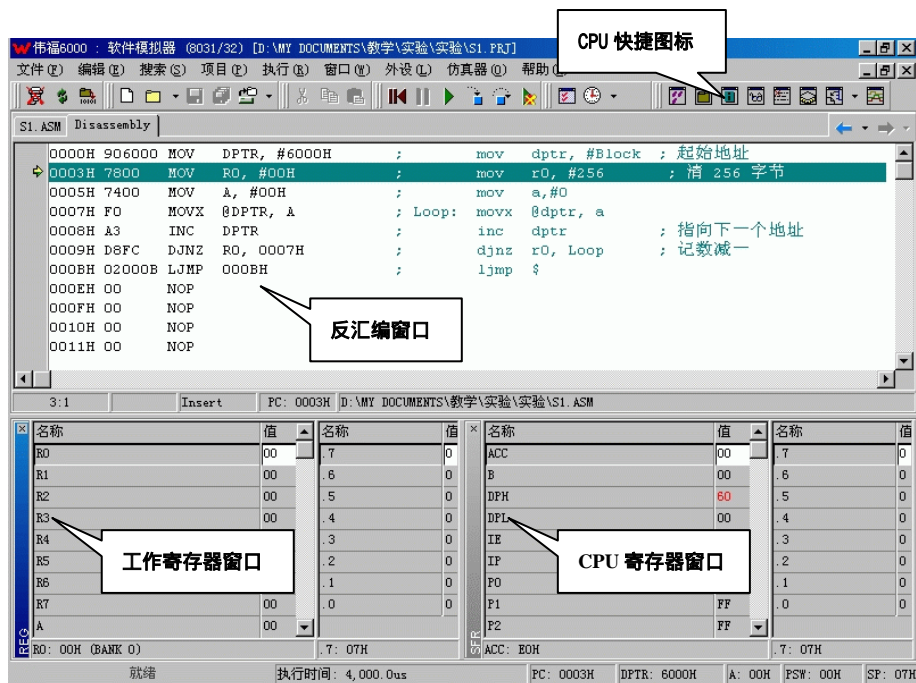 伟福6000 : 软件模拟器 (8031/32) [D:\MY DOCUMENTS\教学\实验\实验\S1.PRJ]
CPU 快捷图标
文件(F) 编辑(E) 搜索(S) 项目(P) 执行(R) 窗口(W) 外设(L) 仿真器(O) 帮助
S1.ASM Disassembly
0000H 906000 MOV DPTR, #6000H ; mov dptr, #Block ; 起始地址
0003H 7800 MOV R0, #00H ; mov r0, #256 ; 清 256 字节
0005H 7400 MOV A, #00H ; mov a,#0
0007H F0 MOVX @DPTR, A ; Loop: movx @dptr, a
0008H A3 INC DPTR ; inc dptr ; 指向下一个地址
0009H D8FC DJNZ R0, 0007H ; djnz r0, Loop ; 记数减一
000BH 02000B LJMP 000BH ; ljmp $
000EH 00 NOP
000FH 00 NOP
0010H 00 NOP
0011H 00 NOP
反汇编窗口
3:1 Insert PC: 0003H D:\MY DOCUMENTS\教学\实验\实验\S1.ASM
名称 值 名称 值 名称 值 名称 值
R0 00 .7 0 ACC 00 .7 0
R1 00 .6 0 B 00 .6 0
R2 00 .5 0 DPH 60 .5 0
R3 00 .4 0 DPL 00 .4 0
R4 .3 0 IE .3 0
R5 .2 0 IP .2 0
R6 .1 0 P0 .1 0
R7 00 .0 0 P1 FF .0 0
A 00 P2 FF
工作寄存器窗口
CPU 寄存器窗口
REG
SFR
R0: 00H (BANK 0) .7: 07H ACC: E0H .7: 07H
就绪 执行时间: 4,000.0us PC: 0003H DPTR: 6000H A: 00H PSW: 00H SP: 07H